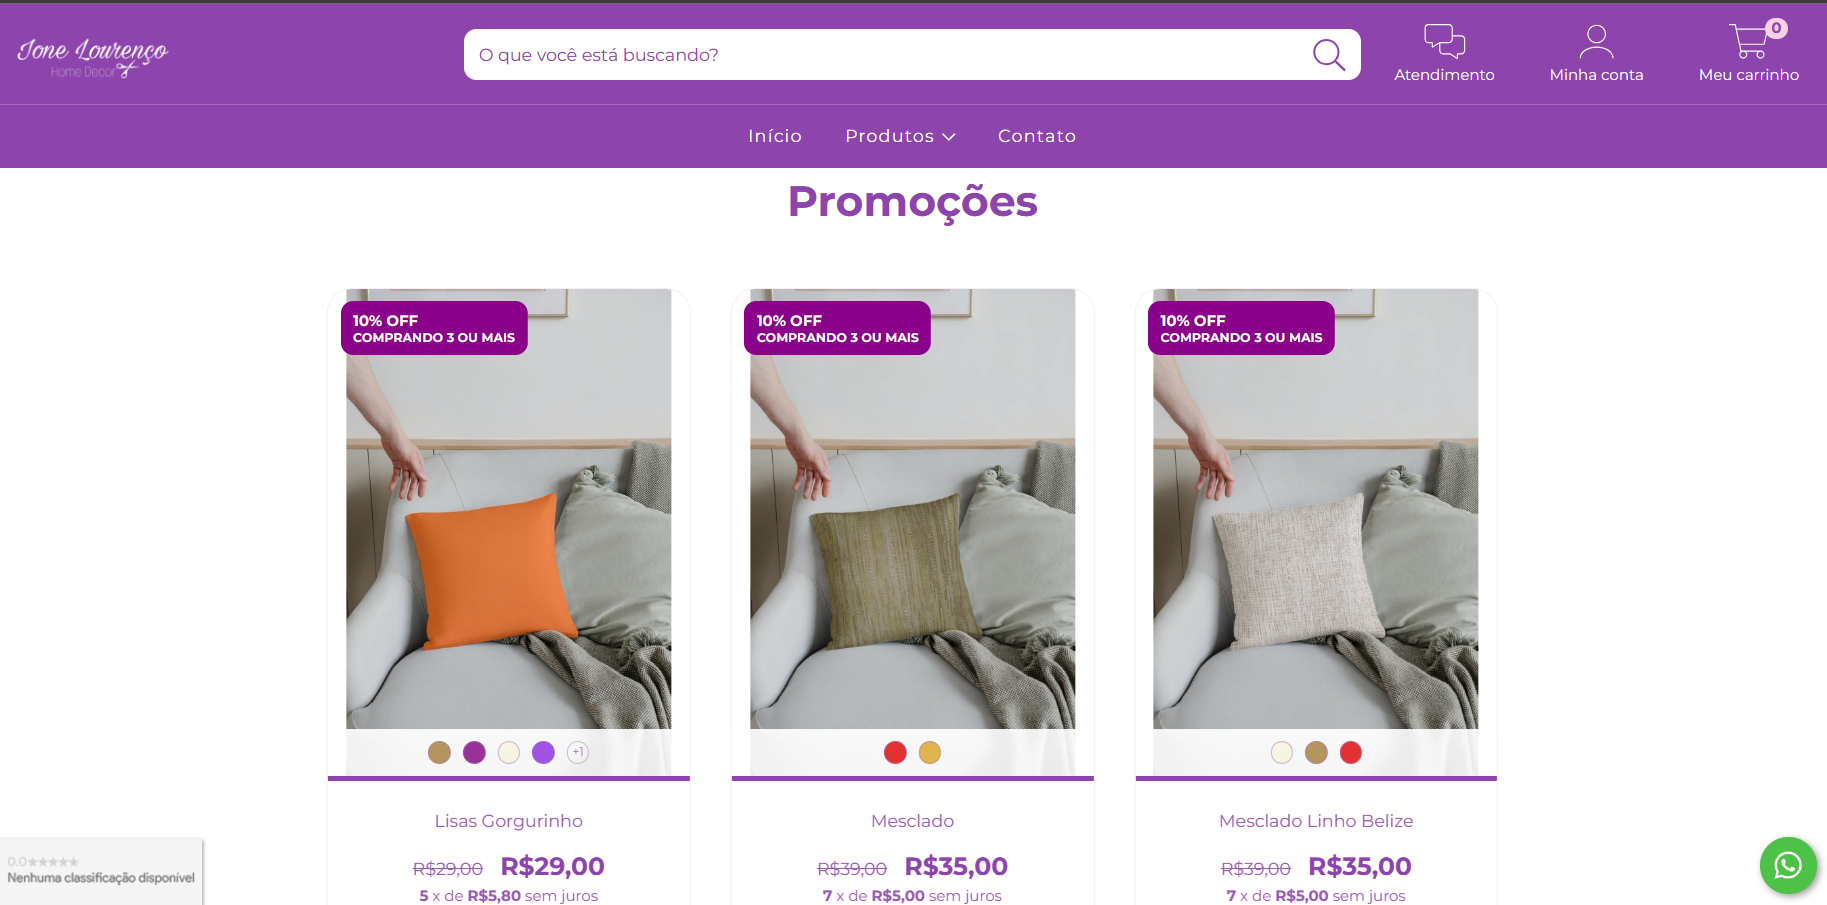 Ione Lourenço
Home Decor
O que você está buscando?
Atendimento
Minha conta
0
Meu carrinho
Início
Produtos
Contato
Promoções
10% OFF
COMPRANDO 3 OU MAIS
10% OFF
COMPRANDO 3 OU MAIS
10% OFF
COMPRANDO 3 OU MAIS
+1
Lisas Gorgurinho
R$29,00 R$29,00
5 x de R$5,80 sem juros
Mesclado
R$39,00 R$35,00
7 x de R$5,00 sem juros
Mesclado Linho Belize
R$39,00 R$35,00
7 x de R$5,00 sem juros
0.0★★★★★
Nenhuma classificação disponível